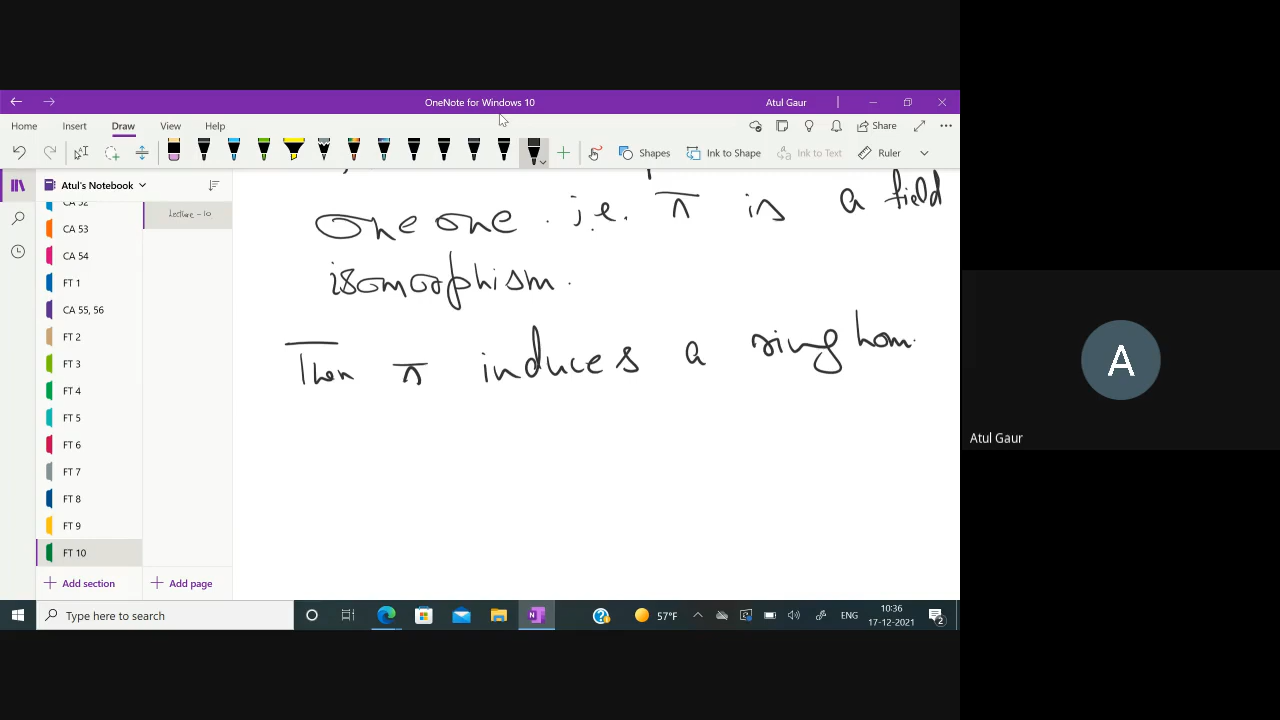 OneNote for Windows 10
Atul Gaur
Home Insert Draw View Help
Share
Shapes
Ink to Shape
Ink to Text
Ruler
Atul's Notebook
Lecture - 10
CA 52
CA 53
CA 54
FT 1
CA 55, 56
FT 2
FT 3
FT 4
FT 5
FT 6
FT 7
FT 8
FT 9
FT 10
Add section
Add page
one one . i.e. π is a field
isomorphism.
Then π induces a ring hom.
A
Atul Gaur
Type here to search
57°F
ENG
10:36
17-12-2021
2